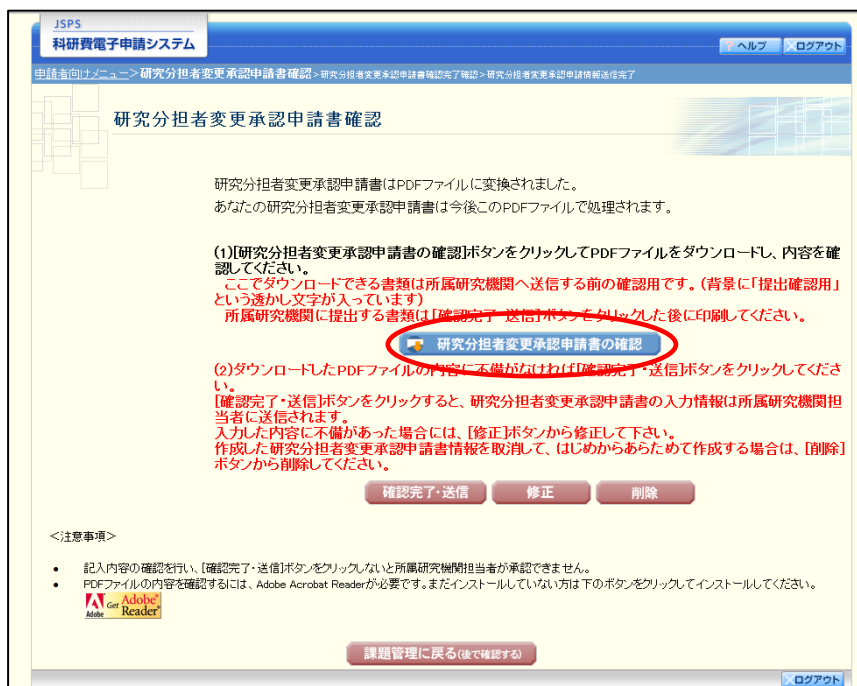 JSPS
科研費電子申請システム
? ヘルプ
×ログアウト
申請者向けメニュー>研究分担者変更承認申請書確認>研究分担者変更承認申請書確認完了確認>研究分担者変更承認申請情報送信完了
研究分担者変更承認申請書確認
研究分担者変更承認申請書はPDFファイルに変換されました。
あなたの研究分担者変更承認申請書は今後このPDFファイルで処理されます。
(1)[研究分担者変更承認申請書の確認]ボタンをクリックしてPDFファイルをダウンロードし、内容を確
認してください。
ここでダウンロードできる書類は所属研究機関へ送信する前の確認用です。(背景に「提出確認用」
という透かし文字が入っています)
所属研究機関に提出する書類は[確認完了・送信]ボタンをクリックした後に印刷してください。
研究分担者変更承認申請書の確認
(2)ダウンロードしたPDFファイルの内容に不備がなければ[確認完了・送信]ボタンをクリックしてくださ
い。
[確認完了・送信]ボタンをクリックすると、研究分担者変更承認申請書の入力情報は所属研究機関担
当者に送信されます。
入力した内容に不備があった場合には、[修正]ボタンから修正して下さい。
作成した研究分担者変更承認申請書情報を取消して、はじめからあらためて作成する場合は、[削除]
ボタンから削除してください。
確認完了・送信
修正
削除
<注意事項>
• 記入内容の確認を行い、[確認完了・送信]ボタンをクリックしないと所属研究機関担当者が承認できません。
• PDFファイルの内容を確認するには、Adobe Acrobat Readerが必要です。まだインストールしていない方は下のボタンをクリックしてインストールしてください。
Adobe Get Adobe® Reader®
課題管理に戻る(後で確認する)
×ログアウト